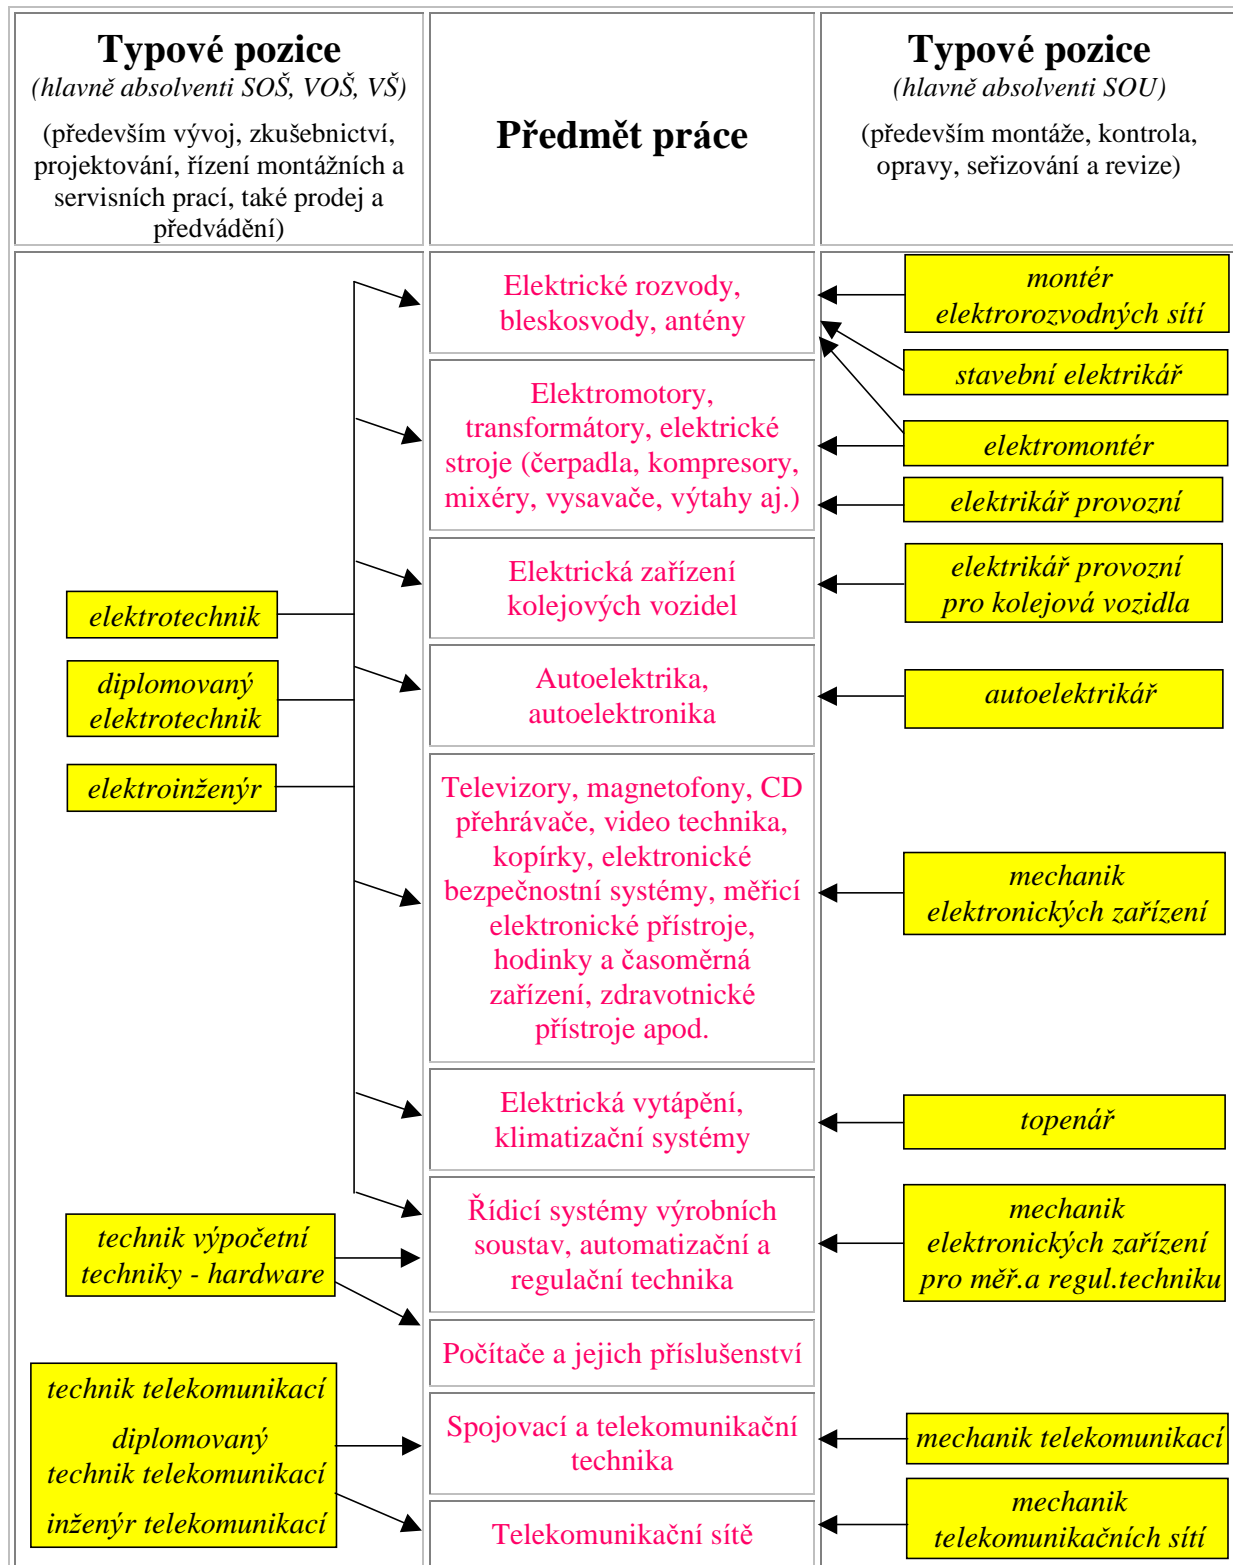 Typové pozice
(hlavně absolventi SOŠ, VOŠ, VŠ)
(především vývoj, zkušebnictví,
projektování, řízení montážních a
servisních prací, také prodej a
předvádění)
Předmět práce
Typové pozice
(hlavně absolventi SOU)
(především montáže, kontrola,
opravy, seřizování a revize)
elektrotechnik
diplomovaný
elektrotechnik
elektroinženýr
technik výpočetní
techniky - hardware
technik telekomunikací
diplomovaný
technik telekomunikací
inženýr telekomunikací
Elektrické rozvody,
bleskosvody, antény
Elektromotory,
transformátory, elektrické
stroje (čerpadla, kompresory,
mixéry, vysavače, výtahy aj.)
Elektrická zařízení
kolejových vozidel
Autoelektrika,
autoelektronika
Televizory, magnetofony, CD
přehrávače, video technika,
kopírky, elektronické
bezpečnostní systémy, měřicí
elektronické přístroje,
hodinky a časoměrná
zařízení, zdravotnické
přístroje apod.
Elektrická vytápění,
klimatizační systémy
Řídicí systémy výrobních
soustav, automatizační a
regulační technika
Počítače a jejich příslušenství
Spojovací a telekomunikační
technika
Telekomunikační sítě
montér
elektrorozvodných sítí
stavební elektrikář
elektromontér
elektrikář provozní
elektrikář provozní
pro kolejová vozidla
autoelektrikář
mechanik
elektronických zařízení
topenář
mechanik
elektronických zařízení
pro měř.a regul.techniku
mechanik telekomunikací
mechanik
telekomunikačních sítí